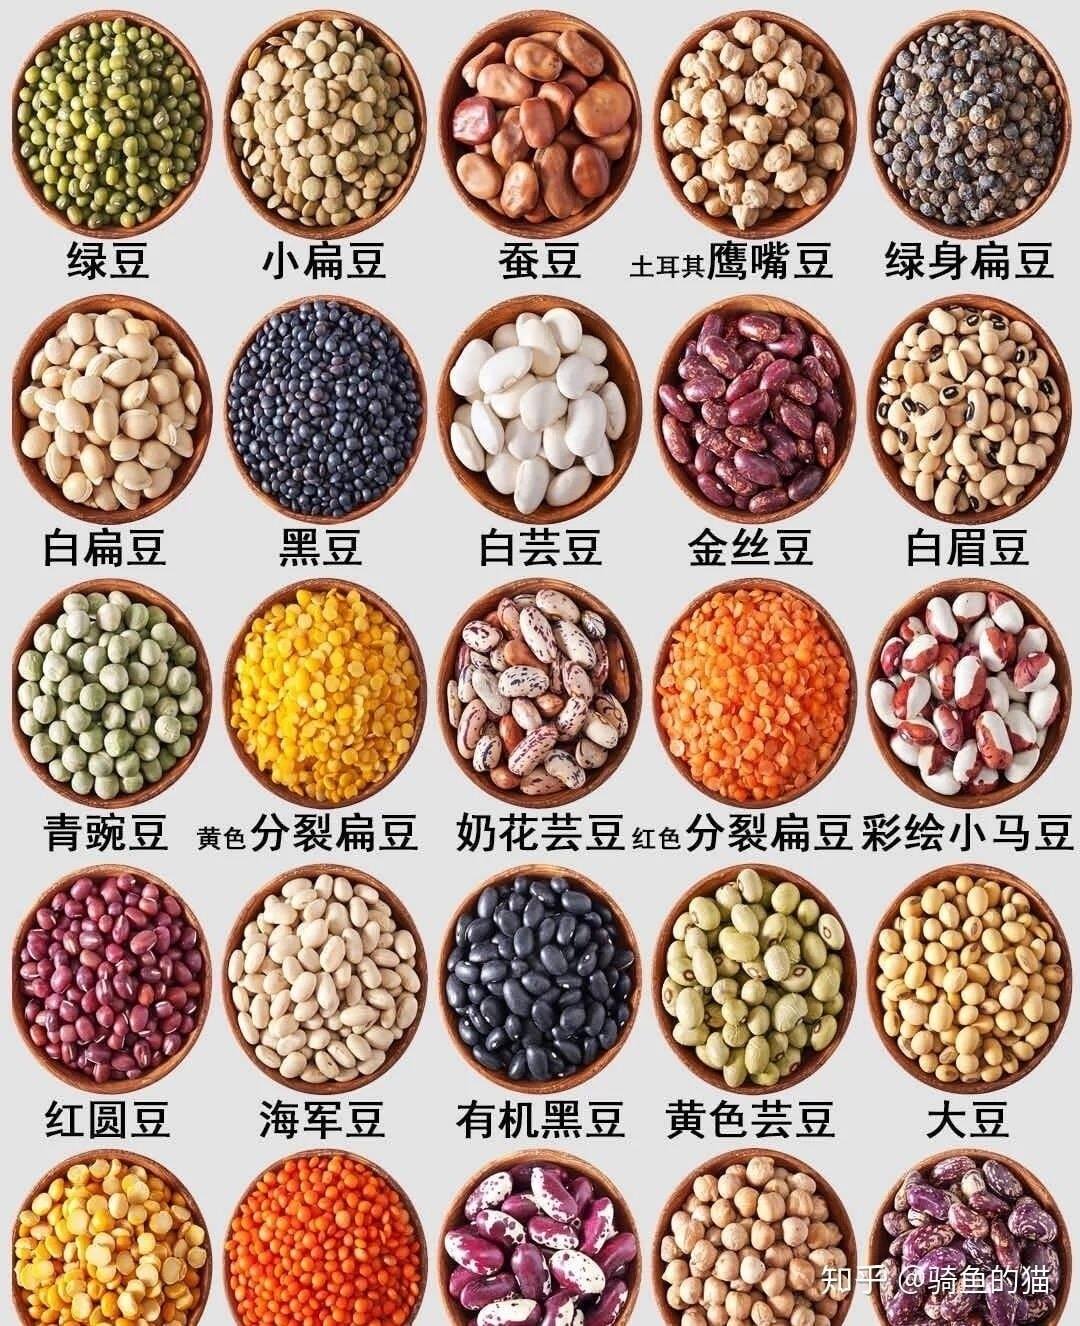 绿豆
小扁豆
蚕豆
土耳其鹰嘴豆
绿身扁豆
白扁豆
黑豆
白芸豆
金丝豆
白眉豆
青豌豆
黄色分裂扁豆
奶花芸豆
红色分裂扁豆
彩绘小马豆
红圆豆
海军豆
有机黑豆
黄色芸豆
大豆
知乎 @骑鱼的猫